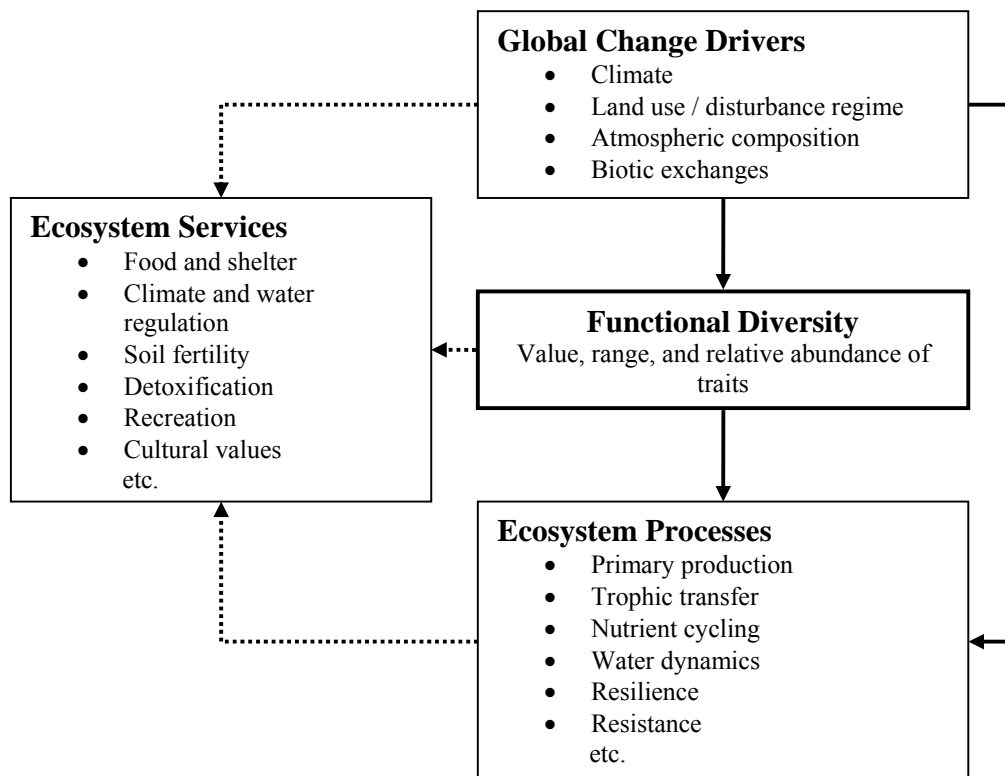 Global Change Drivers
• Climate
• Land use / disturbance regime
• Atmospheric composition
• Biotic exchanges
Ecosystem Services
• Food and shelter
• Climate and water
regulation
• Soil fertility
• Detoxification
• Recreation
• Cultural values
etc.
Functional Diversity
Value, range, and relative abundance of
traits
Ecosystem Processes
• Primary production
• Trophic transfer
• Nutrient cycling
• Water dynamics
• Resilience
• Resistance
etc.